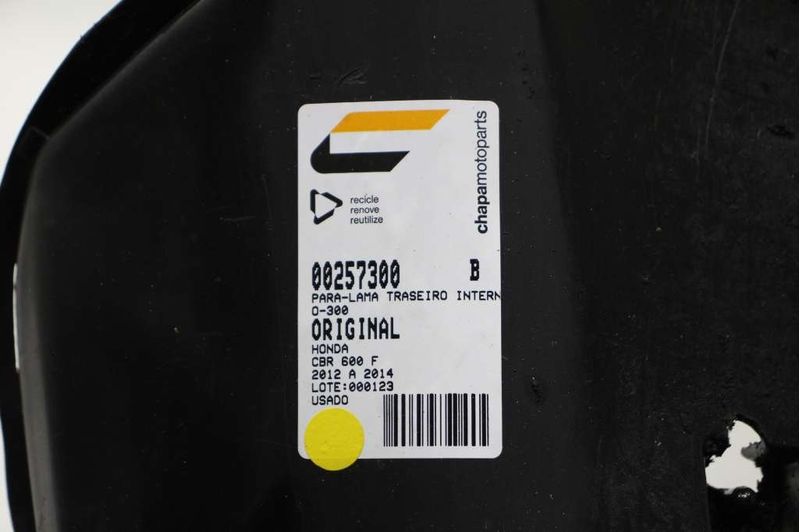 chapamotoparts
recicle
renove
reutilize
00257300 B
PARA-LAMA TRASEIRO INTERN
O-300
ORIGINAL
HONDA
CBR 600 F
2012 A 2014
LOTE:000123
USADO